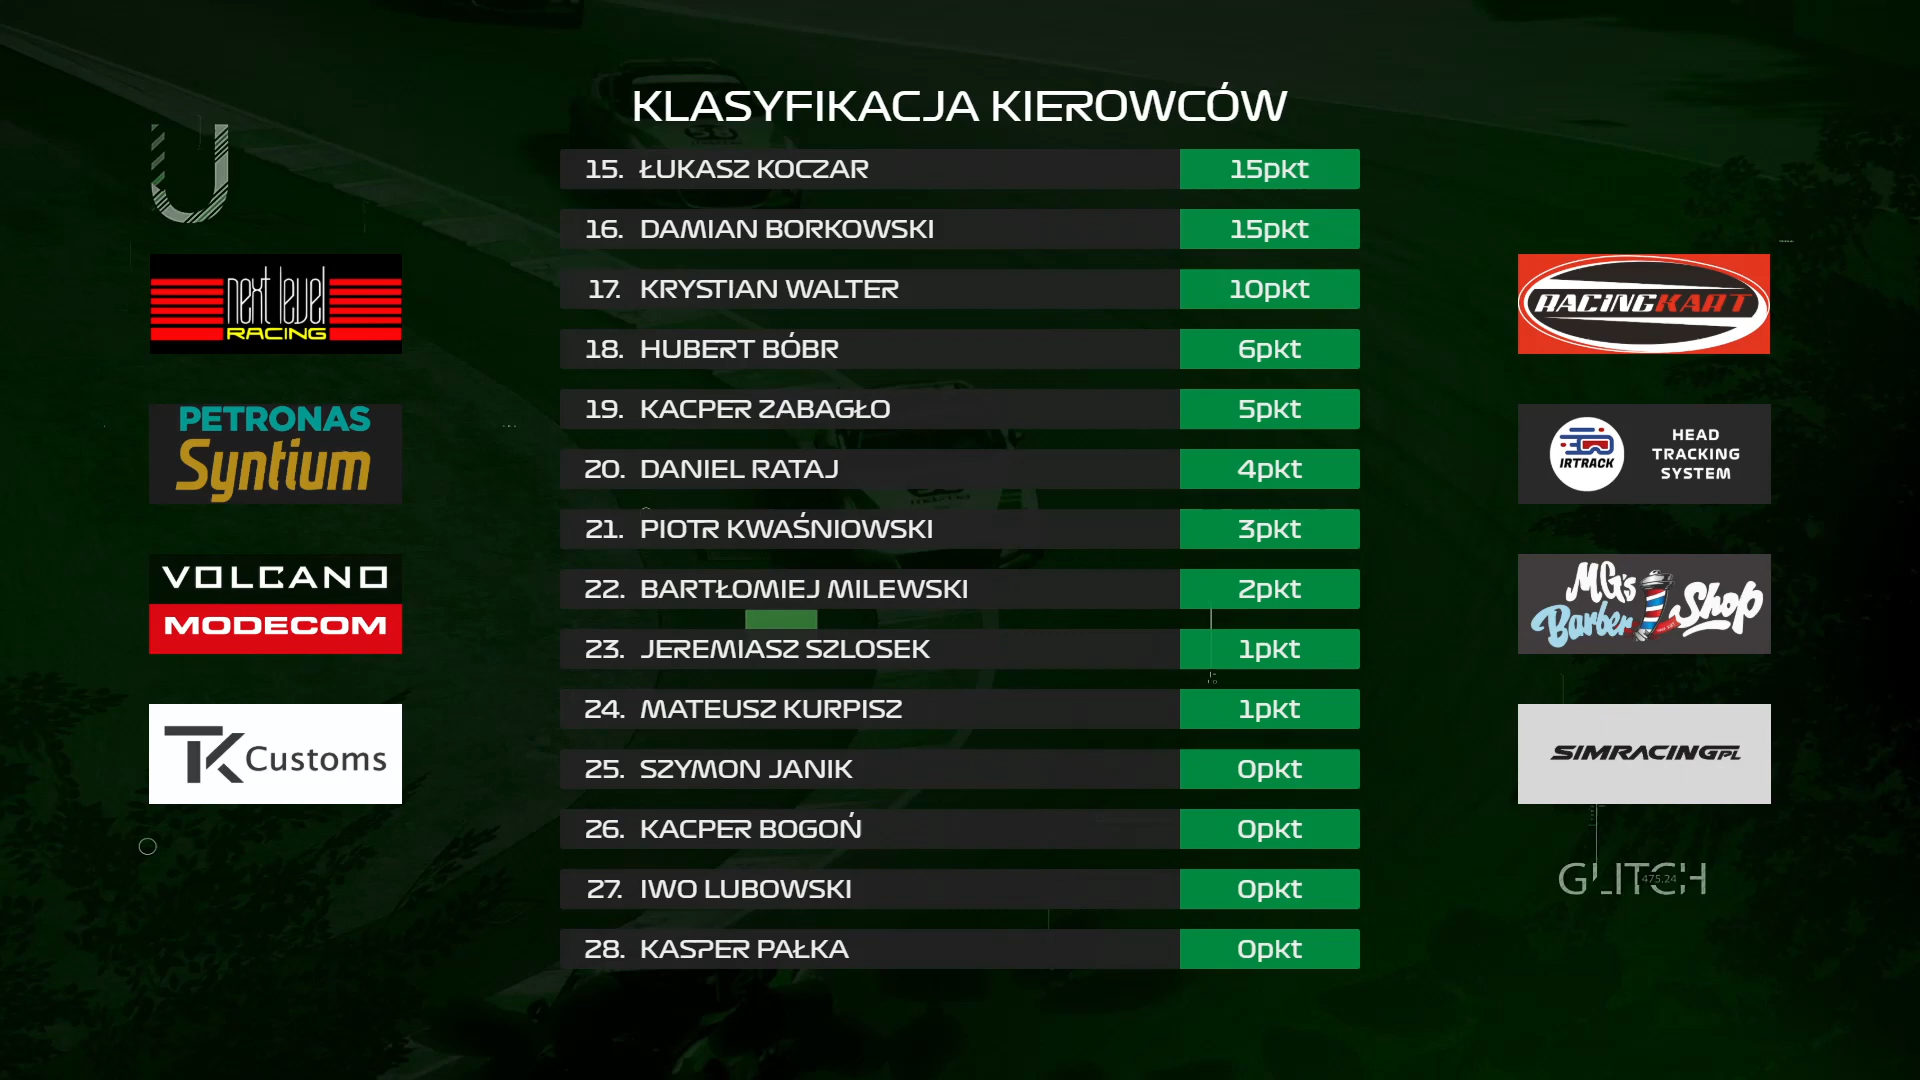 KLASYFIKACJA KIEROWCÓW
15. ŁUKASZ KOCZAR 15pkt
16. DAMIAN BORKOWSKI 15pkt
17. KRYSTIAN WALTER 10pkt
18. HUBERT BÓBR 6pkt
19. KACPER ZABAGŁO 5pkt
20. DANIEL RATAJ 4pkt
21. PIOTR KWAŚNIOWSKI 3pkt
22. BARTŁOMIEJ MILEWSKI 2pkt
23. JEREMIASZ SZLOSEK 1pkt
24. MATEUSZ KURPISZ 1pkt
25. SZYMON JANIK 0pkt
26. KACPER BOGOŃ 0pkt
27. IWO LUBOWSKI 0pkt
28. KASPER PAŁKA 0pkt
U
next level
RACING
PETRONAS
Syntium
VOLCANO
MODECOM
TK Customs
RACINGKART
IRTRACK
HEAD
TRACKING
SYSTEM
MG's
Barber Shop
SIMRACINGPL
GLITCH
475.24